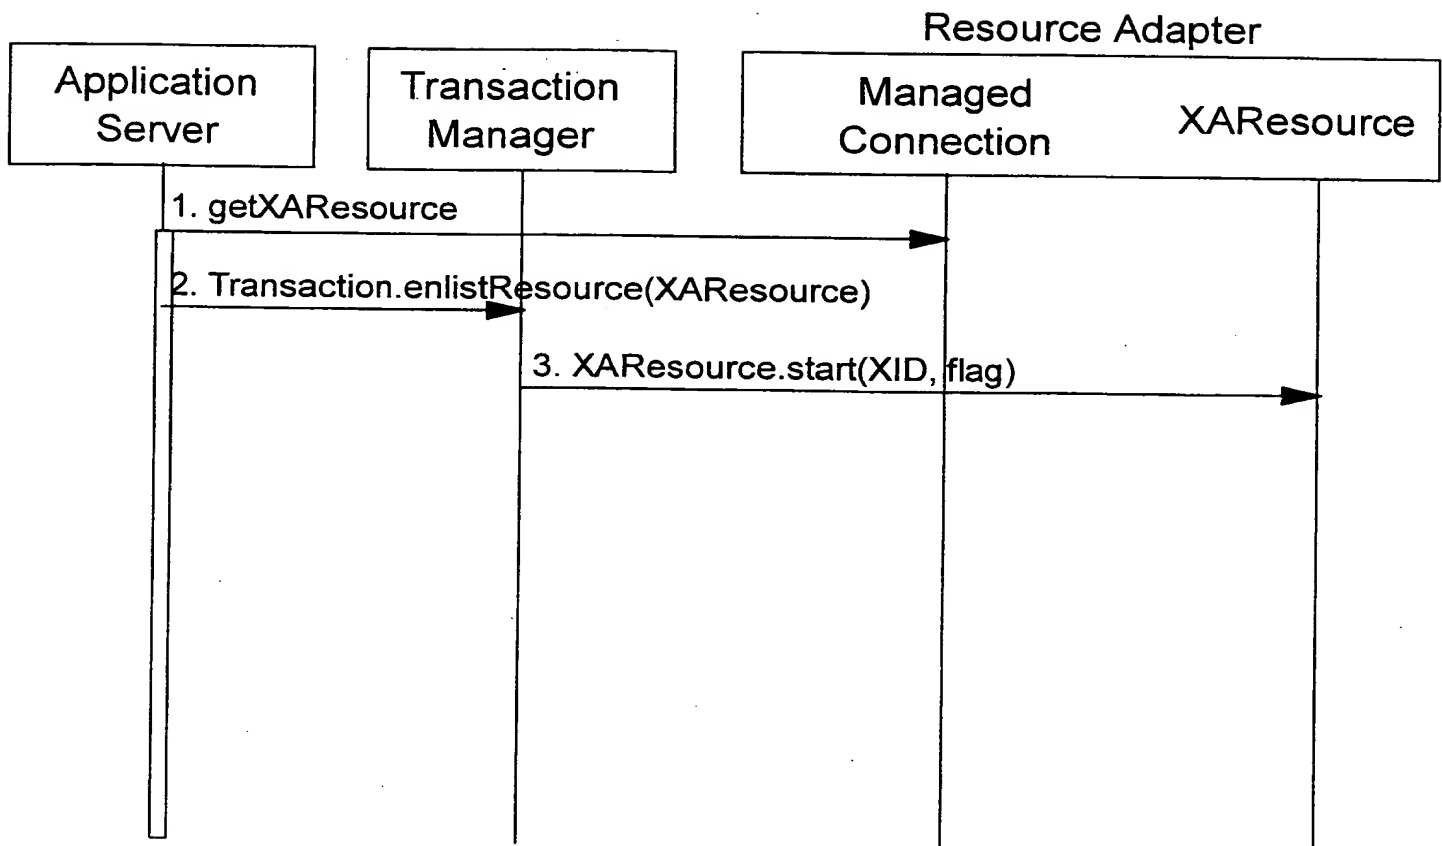 Resource Adapter
Application
Server
Transaction
Manager
Managed
Connection
XAResource
1. getXAResource
2. Transaction.enlistResource(XAResource)
3. XAResource.start(XID, flag)